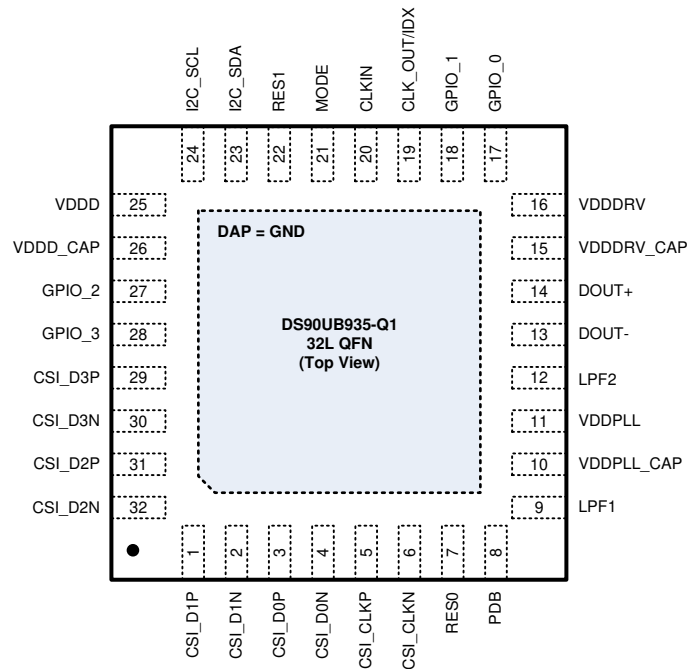 I2C_SCL
I2C_SDA
RES1
MODE
CLKIN
CLK_OUT/IDX
GPIO_1
GPIO_0
24
23
22
21
20
19
18
17
VDDD 25
VDDD_CAP 26
GPIO_2 27
GPIO_3 28
CSI_D3P 29
CSI_D3N 30
CSI_D2P 31
CSI_D2N 32
DAP = GND
DS90UB935-Q1
32L QFN
(Top View)
16 VDDDRV
15 VDDDRV_CAP
14 DOUT+
13 DOUT-
12 LPF2
11 VDDPLL
10 VDDPLL_CAP
9 LPF1
1
2
3
4
5
6
7
8
CSI_D1P
CSI_D1N
CSI_D0P
CSI_D0N
CSI_CLKP
CSI_CLKN
RES0
PDB